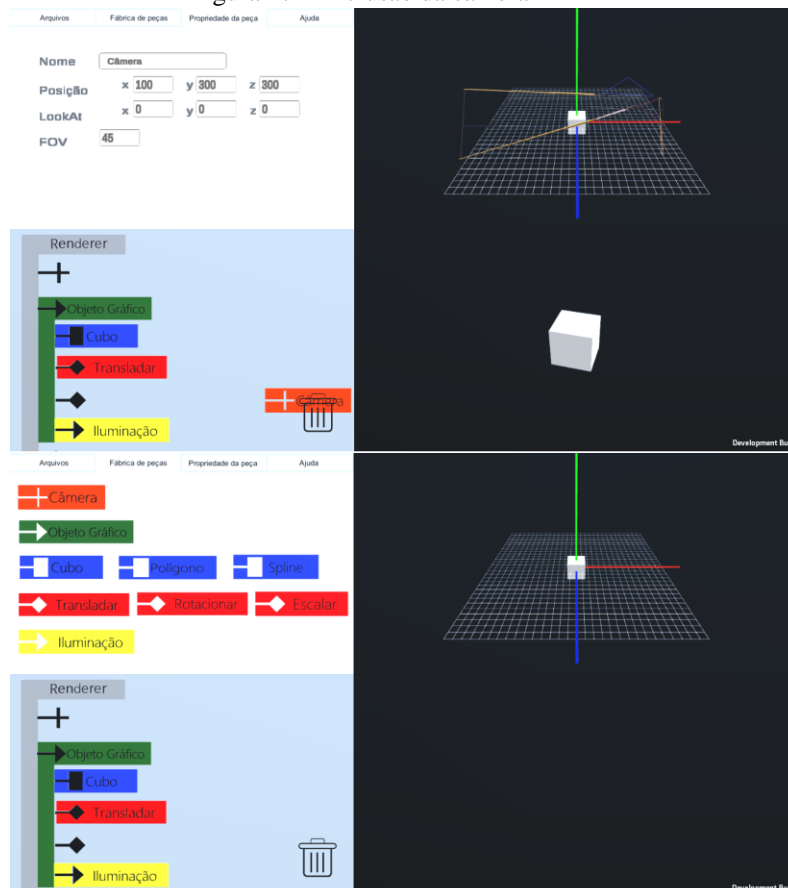 Arquivos Fábrica de peças Propriedade da peça Ajuda
Nome Câmera
Posição x 100 y 300 z 300
LookAt x 0 y 0 z 0
FOV 45
Renderer
Objeto Gráfico
Cubo
Transladar
Câmera
Iluminação
Development Bu
Arquivos Fábrica de peças Propriedade da peça Ajuda
Câmera
Objeto Gráfico
Cubo Polígono Spline
Transladar Rotacionar Escalar
Iluminação
Renderer
Objeto Gráfico
Cubo
Transladar
Iluminação
Development Bu